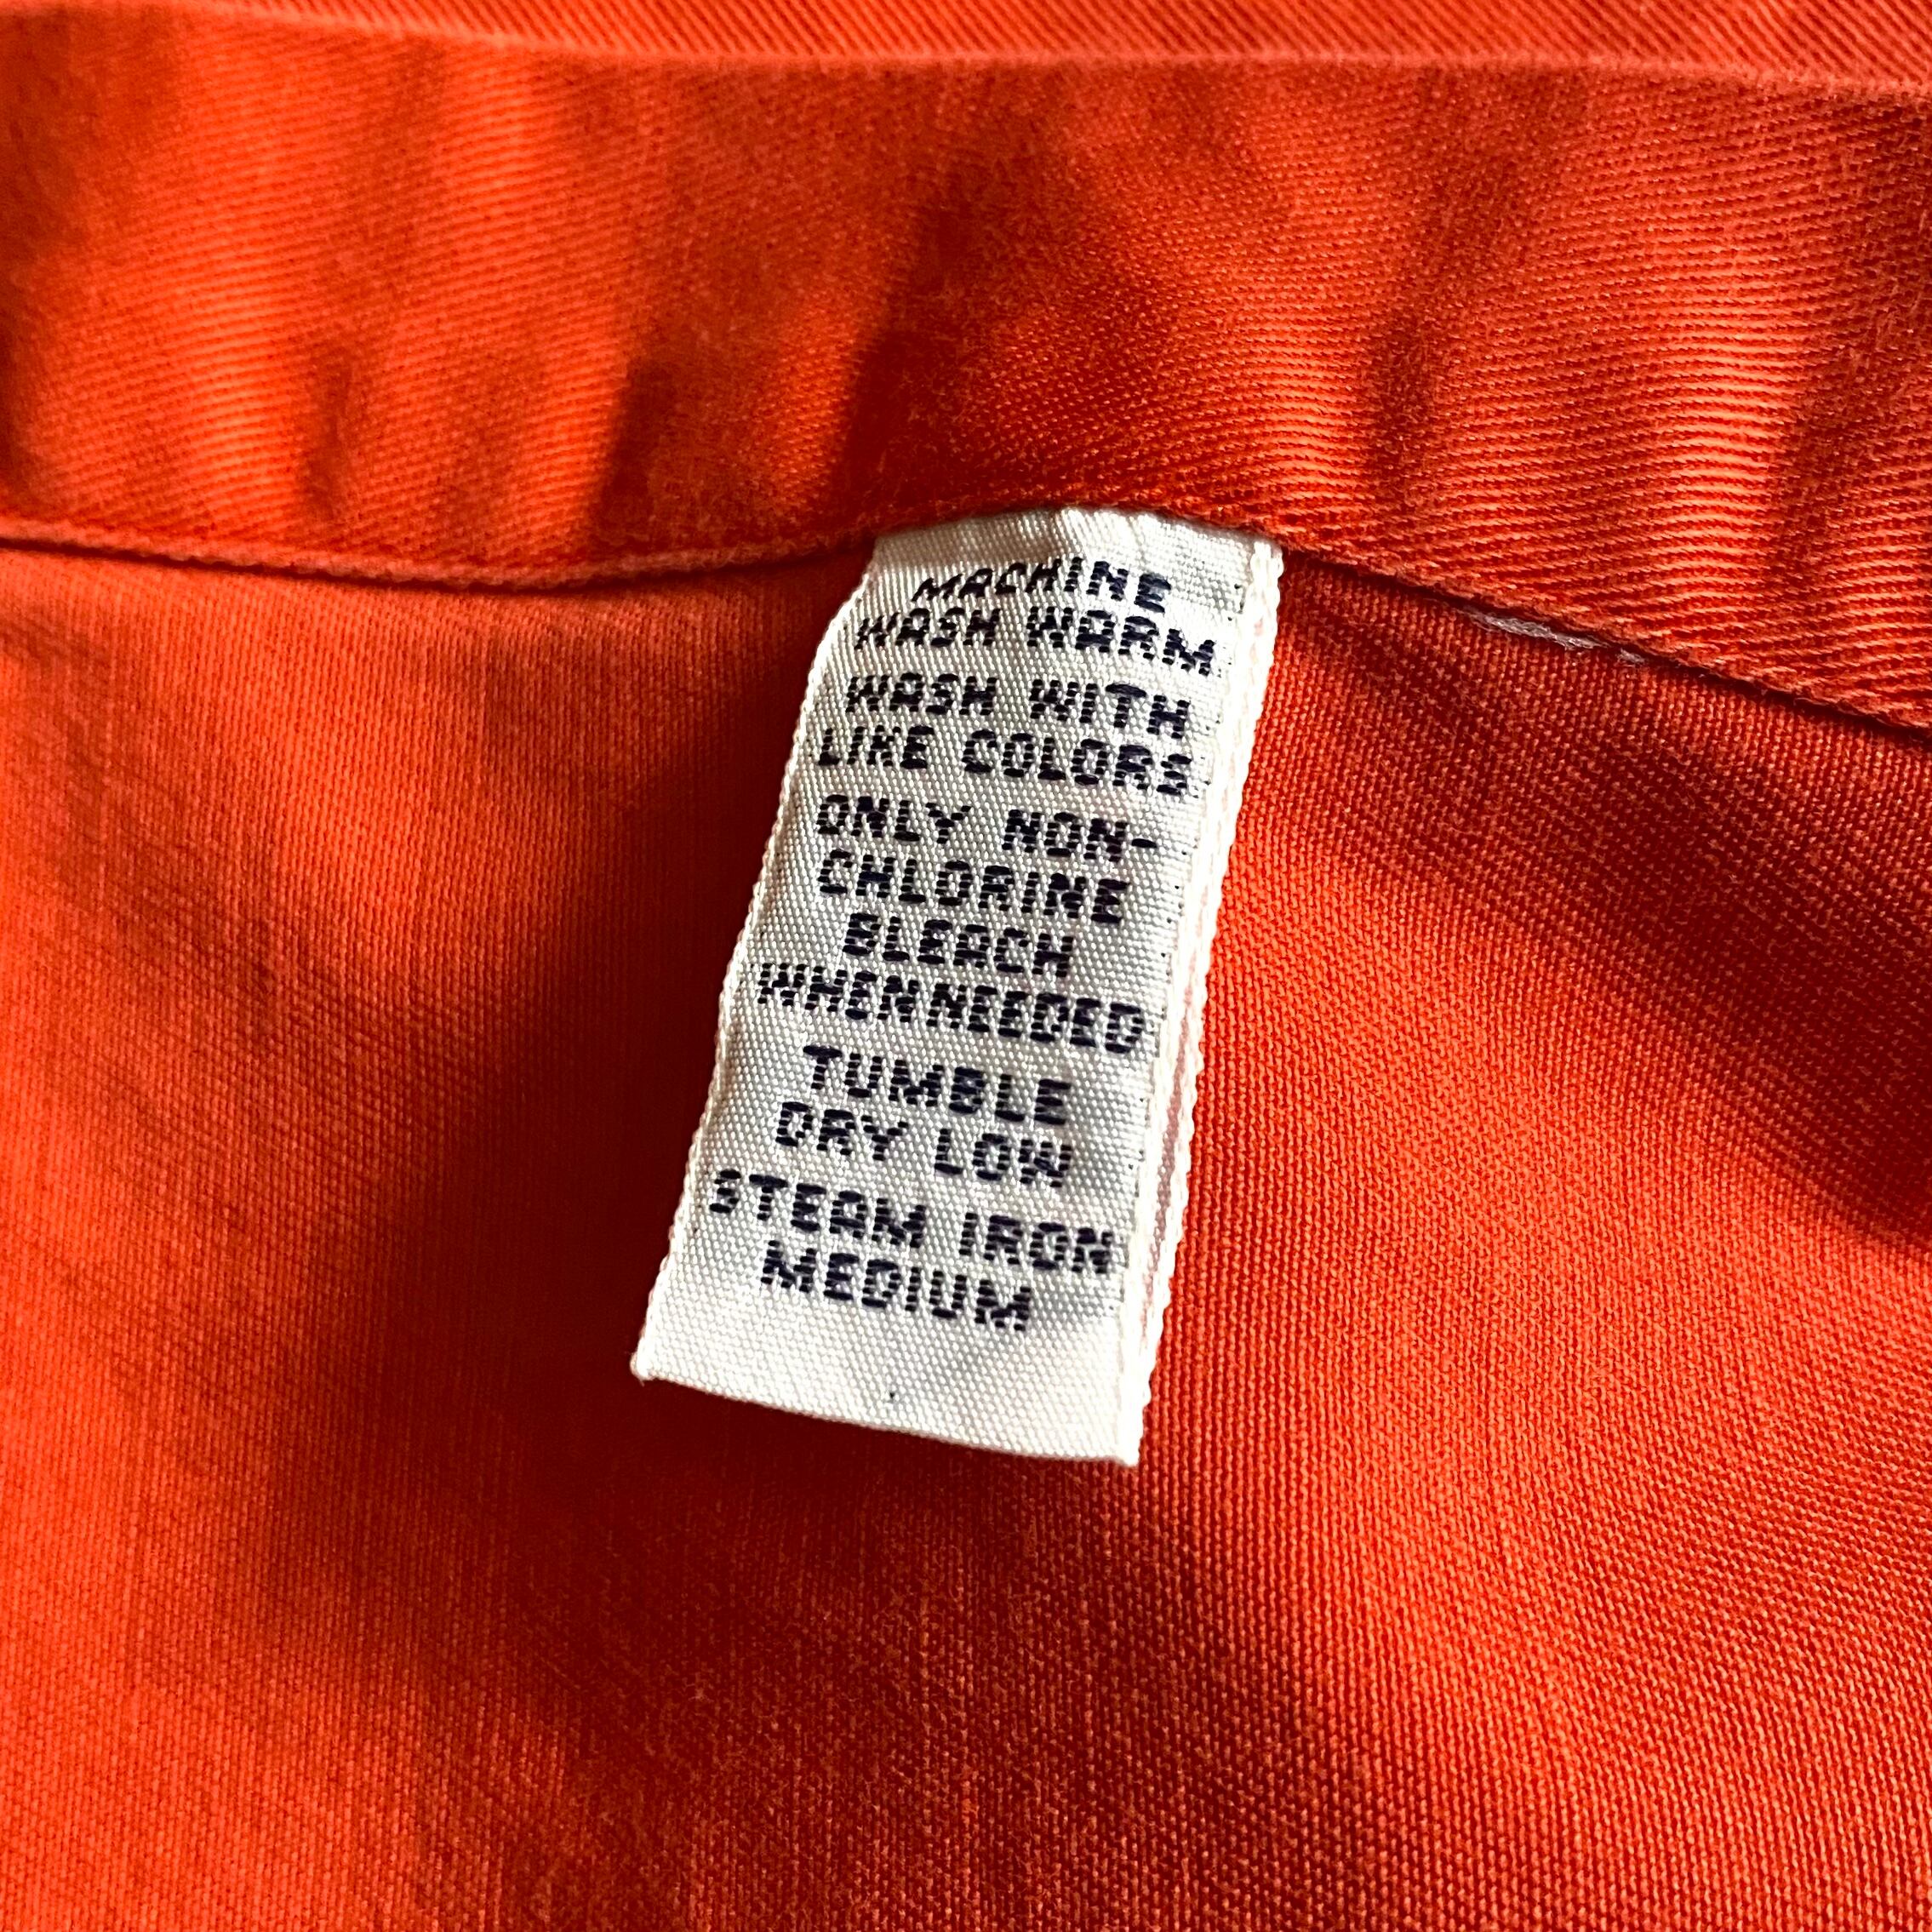 MACHINE
WASH WARM
WASH WITH
LIKE COLORS
ONLY NON-
CHLORINE
BLEACH
WHEN NEEDED
TUMBLE
DRY LOW
STEAM IRON
MEDIUM